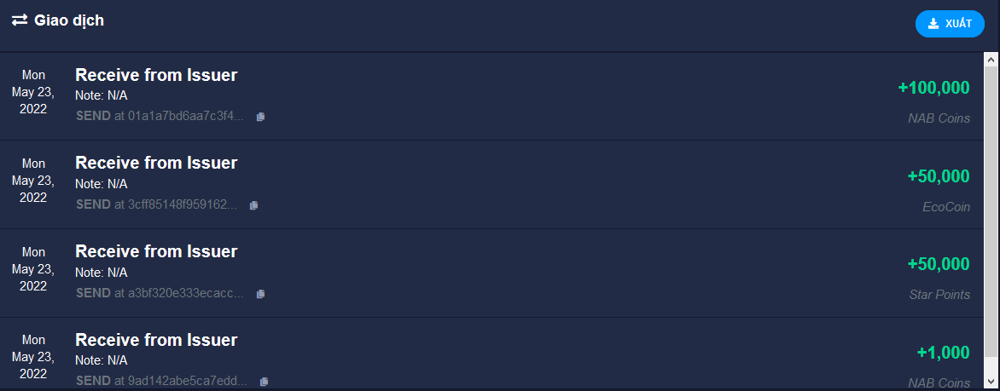 Giao dịch
XUẤT
Mon
May 23,
2022
Receive from Issuer
Note: N/A
SEND at 01a1a7bd6aa7c3f4...
+100,000
NAB Coins
Mon
May 23,
2022
Receive from Issuer
Note: N/A
SEND at 3cff85148f959162...
+50,000
EcoCoin
Mon
May 23,
2022
Receive from Issuer
Note: N/A
SEND at a3bf320e333ecacc...
+50,000
Star Points
Mon
May 23,
2022
Receive from Issuer
Note: N/A
SEND at 9ad142abe5ca7edd...
+1,000
NAB Coins